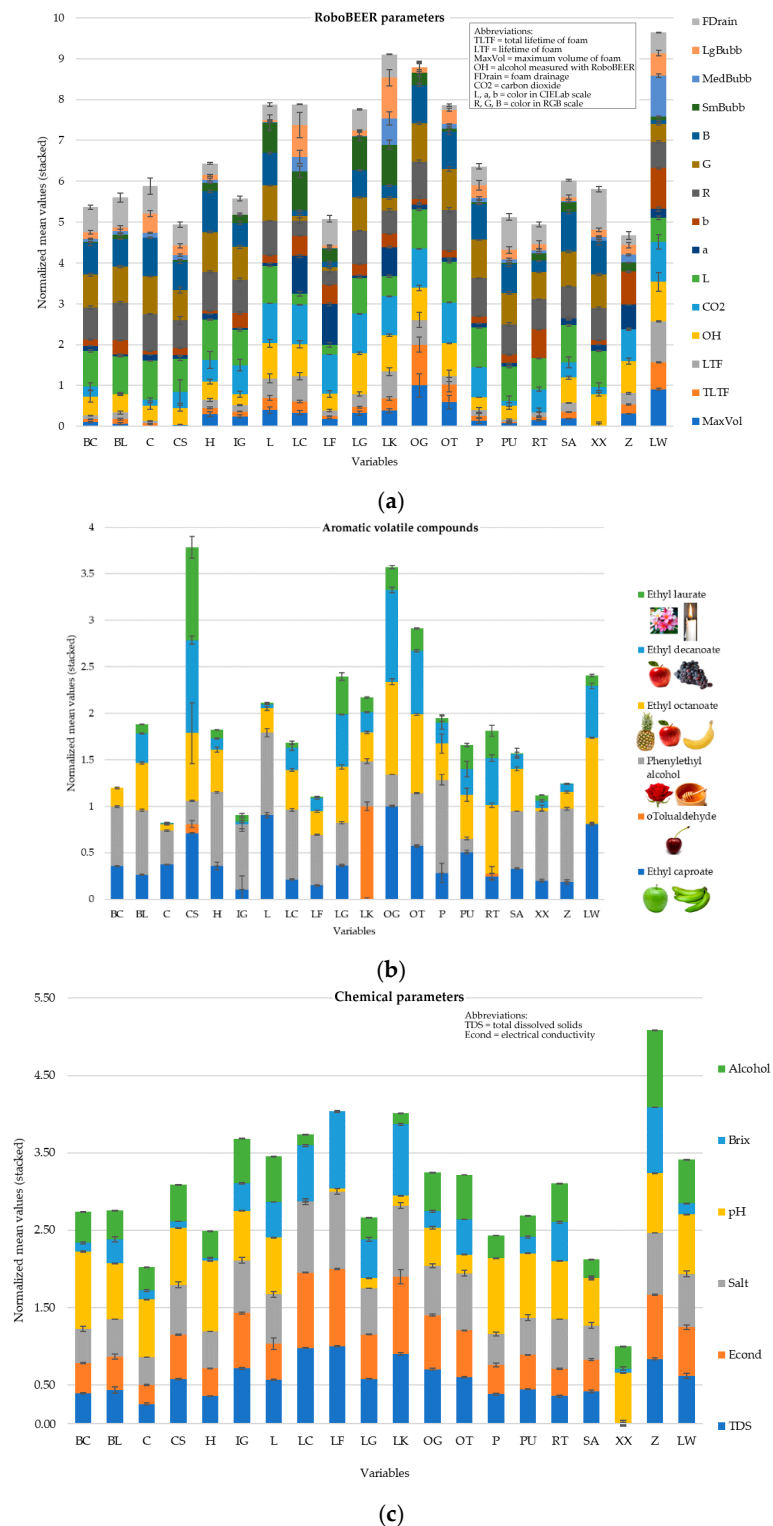 RoboBEER parameters
Normalized mean values (stacked)
10
9
8
7
6
5
4
3
2
1
0
Abbreviations:
TLTF = total lifetime of foam
LTF = lifetime of foam
MaxVol = maximum volume of foam
OH = alcohol measured with RoboBEER
FDrain = foam drainage
CO2 = carbon dioxide
L, a, b = color in CIELab scale
R, G, B = color in RGB scale
FDrain
LgBubb
MedBubb
SmBubb
B
G
R
b
a
L
CO2
OH
LTF
TLTF
MaxVol
BC BL C CS H IG L LC LF LG LK OG OT P PU RT SA XX Z LW
Variables
(a)
Aromatic volatile compounds
Normalized mean values (stacked)
4
3.5
3
2.5
2
1.5
1
0.5
0
Ethyl laurate
Ethyl decanoate
Ethyl octanoate
Phenylethyl
alcohol
oTolualdehyde
Ethyl caproate
BC BL C CS H IG L LC LF LG LK OG OT P PU RT SA XX Z LW
Variables
(b)
Chemical parameters
Normalized mean values (stacked)
5.50
4.50
3.50
2.50
1.50
0.50
0.00
Abbreviations:
TDS = total dissolved solids
Econd = electrical conductivity
Alcohol
Brix
pH
Salt
Econd
TDS
BC BL C CS H IG L LC LF LG LK OG OT P PU RT SA XX Z LW
Variables
(c)